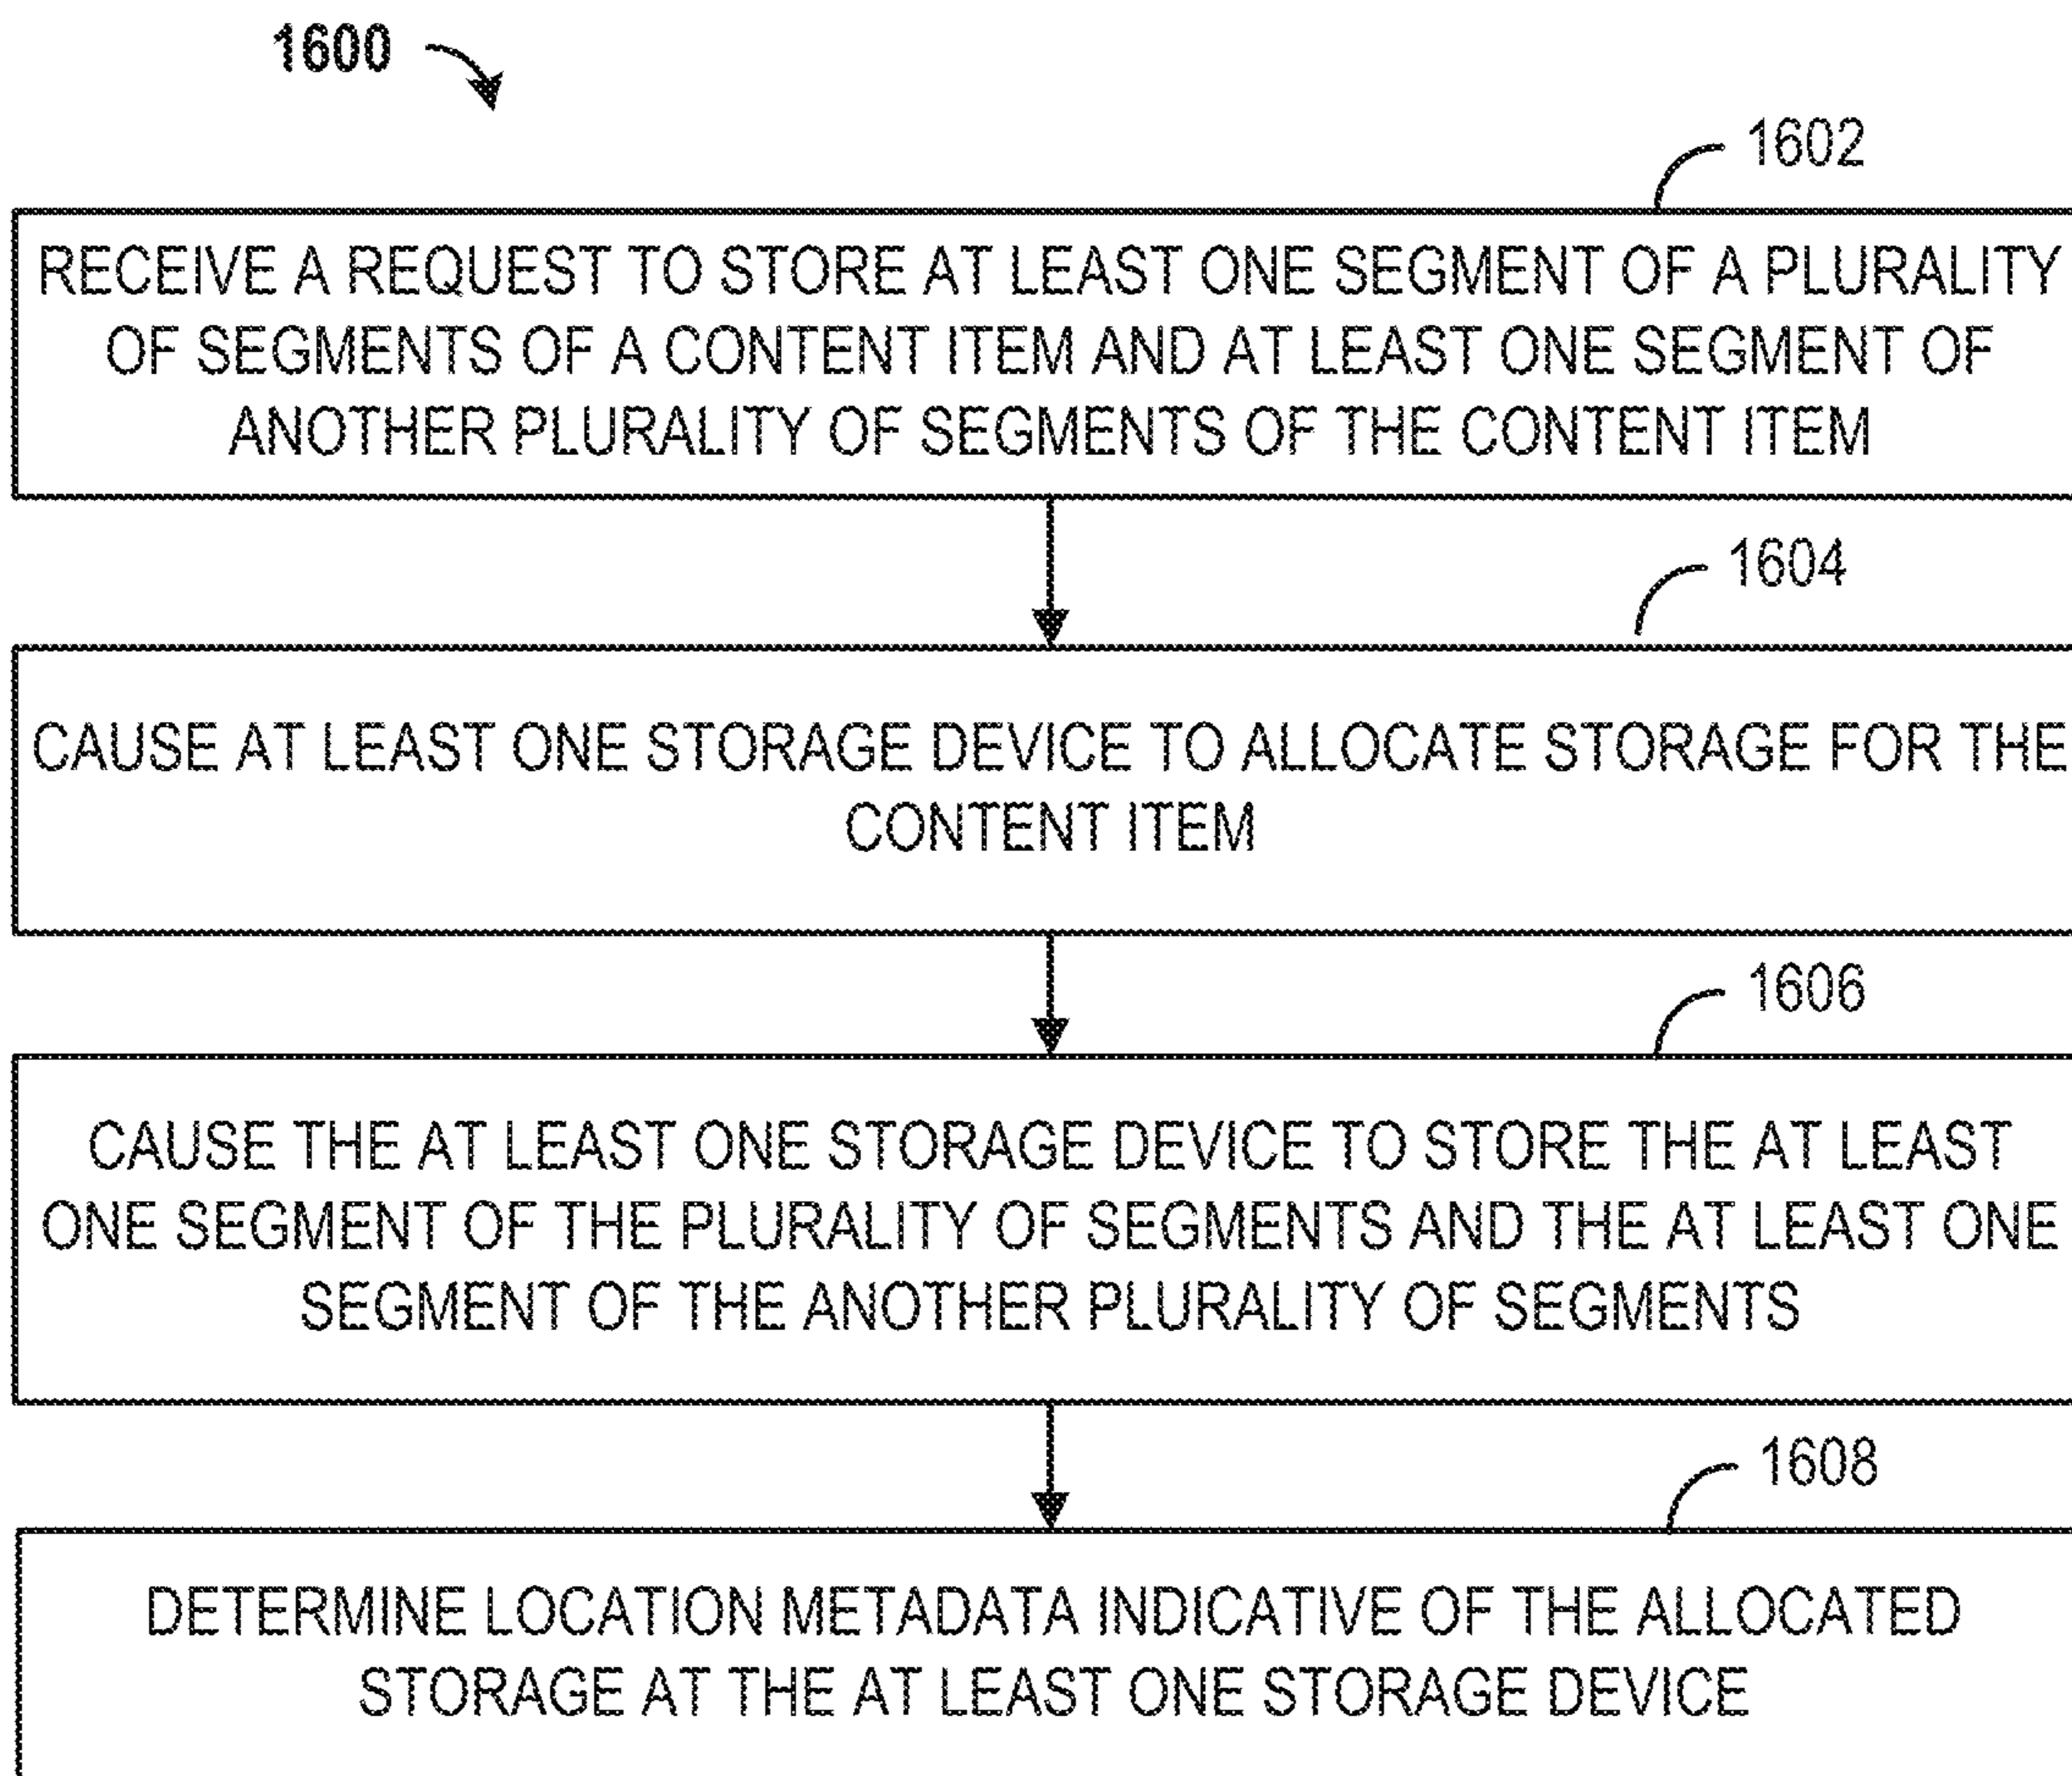 1600
1602
RECEIVE A REQUEST TO STORE AT LEAST ONE SEGMENT OF A PLURALITY
OF SEGMENTS OF A CONTENT ITEM AND AT LEAST ONE SEGMENT OF
ANOTHER PLURALITY OF SEGMENTS OF THE CONTENT ITEM
1604
CAUSE AT LEAST ONE STORAGE DEVICE TO ALLOCATE STORAGE FOR THE
CONTENT ITEM
1606
CAUSE THE AT LEAST ONE STORAGE DEVICE TO STORE THE AT LEAST
ONE SEGMENT OF THE PLURALITY OF SEGMENTS AND THE AT LEAST ONE
SEGMENT OF THE ANOTHER PLURALITY OF SEGMENTS
1608
DETERMINE LOCATION METADATA INDICATIVE OF THE ALLOCATED
STORAGE AT THE AT LEAST ONE STORAGE DEVICE